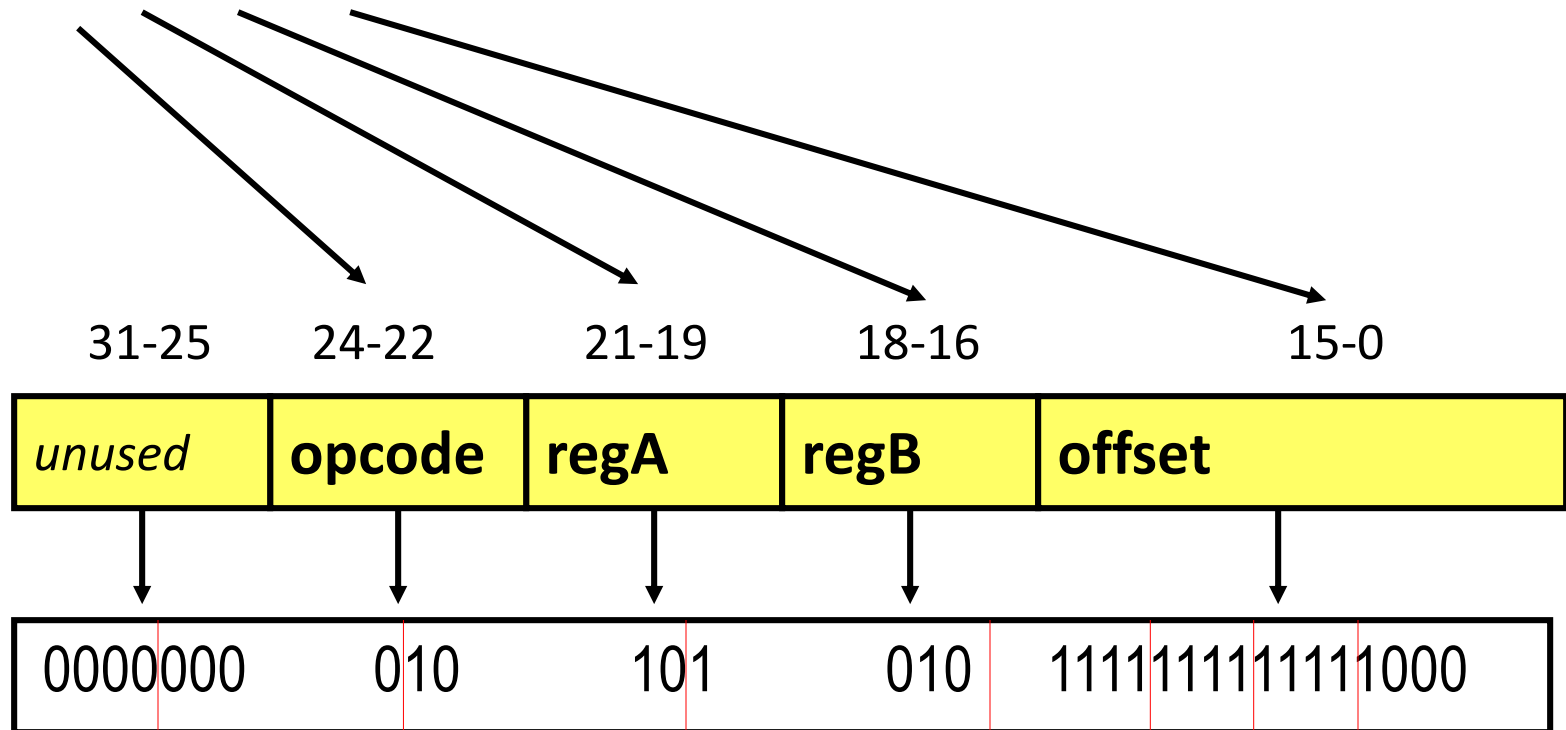 31-25 24-22 21-19 18-16 15-0
unused opcode regA regB offset
0000000 010 101 010 1111111111111000